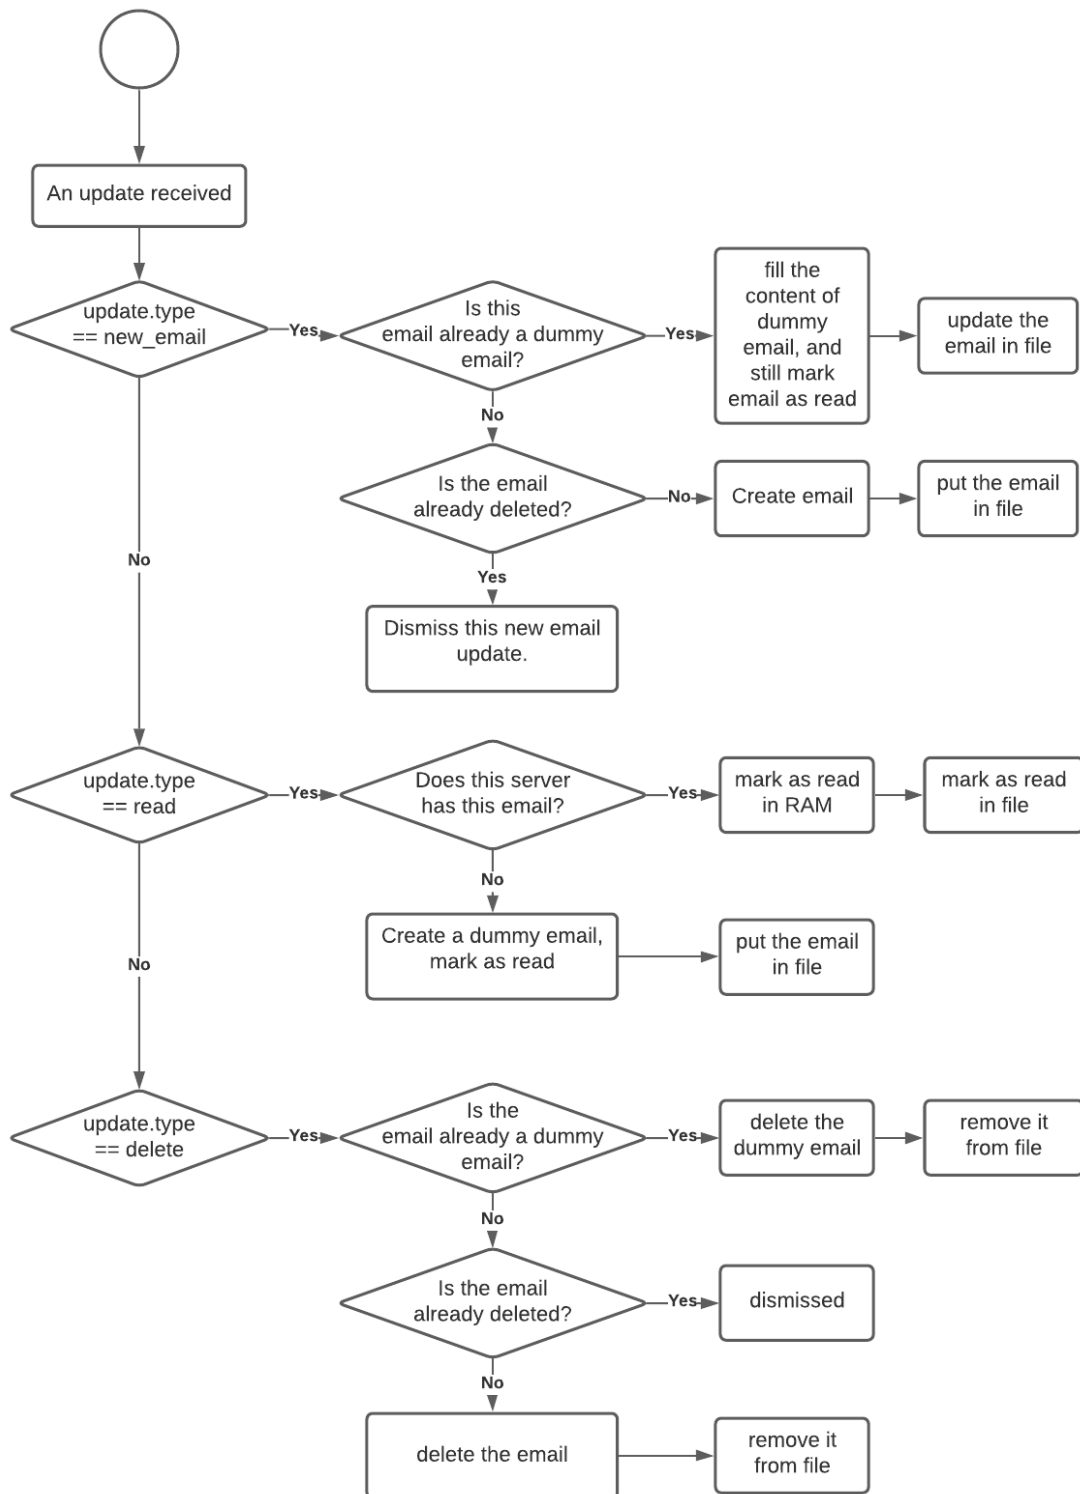 An update received
update.type
== new_email
Yes
Is this
email already a dummy
email?
Yes
fill the
content of
dummy
email, and
still mark
email as read
update the
email in file
No
Is the email
already deleted?
No
Create email
put the email
in file
Yes
Dismiss this new email
update.
No
update.type
== read
Yes
Does this server
has this email?
Yes
mark as read
in RAM
mark as read
in file
No
Create a dummy email,
mark as read
put the email
in file
No
update.type
== delete
Yes
Is the
email already a dummy
email?
Yes
delete the
dummy email
remove it
from file
No
Is the email
already deleted?
Yes
dismissed
No
delete the email
remove it
from file